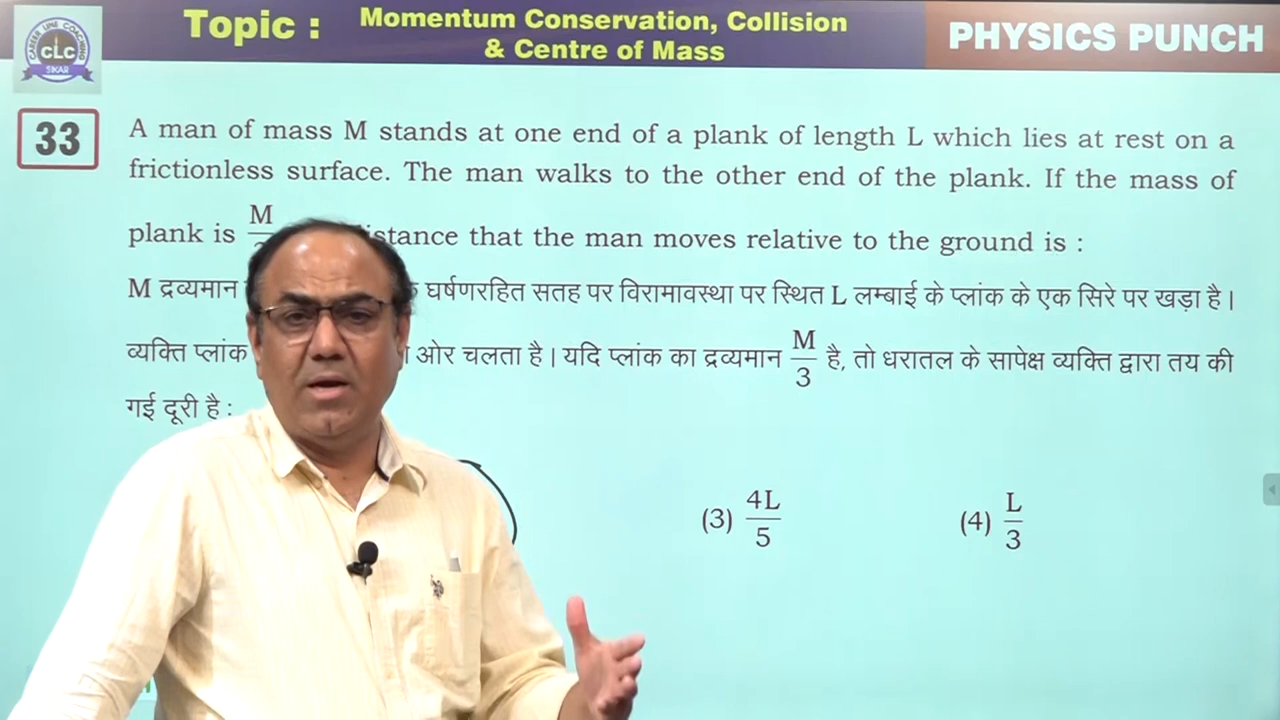 CAREER LINE COACHING
CLC
SIKAR
Topic : Momentum Conservation, Collision
& Centre of Mass
PHYSICS PUNCH
33
A man of mass M stands at one end of a plank of length L which lies at rest on a
frictionless surface. The man walks to the other end of the plank. If the mass of
plank is M distance that the man moves relative to the ground is :
M द्रव्यमान घर्षणरहित सतह पर विरामावस्था पर स्थित L लम्बाई के प्लांक के एक सिरे पर खड़ा है।
व्यक्ति प्लांक ओर चलता है। यदि प्लांक का द्रव्यमान M/3 है, तो धरातल के सापेक्ष व्यक्ति द्वारा तय की
गई दूरी है :
(3) 4L/5 (4) L/3